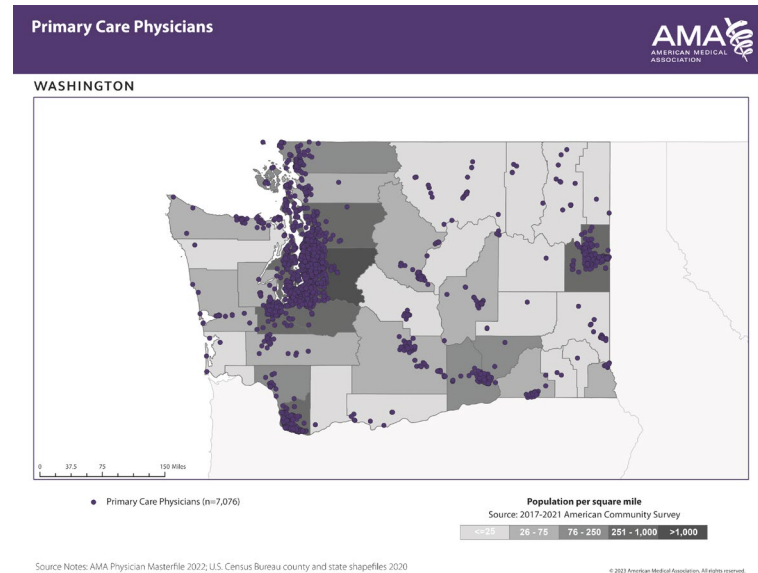 Primary Care Physicians
AMA
AMERICAN MEDICAL
ASSOCIATION
WASHINGTON
0 37.5 75 150 Miles
Primary Care Physicians (n=7,076)
Population per square mile
Source: 2017-2021 American Community Survey
<=25 26 - 75 76 - 250 251 - 1,000 >1,000
Source Notes: AMA Physician Masterfile 2022; U.S. Census Bureau county and state shapefiles 2020
© 2023 American Medical Association. All rights reserved.